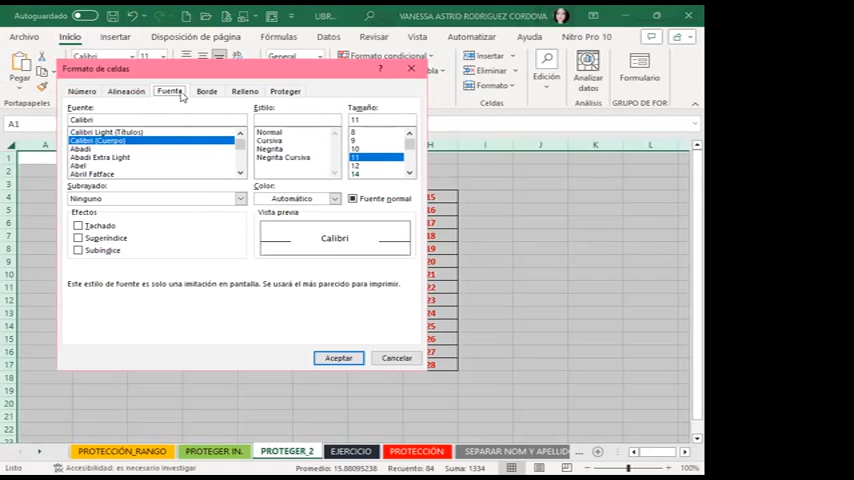 Autoguardado
LIBR...
VANESSA ASTRID RODRIGUEZ CORDOVA
Archivo Inicio Insertar Disposición de página Fórmulas Datos Revisar Vista Automatizar Ayuda Nitro Pro 10
Pegar
Portapapeles
Calibri 11
General
Formato condicional
Insertar
Eliminar
Formato
Celdas
Edición
Analizar datos
GRUPO DE FOR
Formato de celdas ?
Número Alineación Fuente Borde Relleno Proteger
Fuente: Estilo: Tamaño:
Calibri 11
Calibri Light (Títulos)
Calibri (Cuerpo)
Abadi
Abadi Extra Light
Abel
Abril Fatface
Normal
Cursiva
Negrita
Negrita Cursiva
8
9
10
11
12
14
Subrayado: Color:
Ninguno Automático Fuente normal
Efectos Vista previa
Tachado
Superíndice
Subíndice
Calibri
Este estilo de fuente es solo una imitación en pantalla. Se usará el más parecido para imprimir.
Aceptar Cancelar
A1
A H I J K L
1
2
3
4 15
5 16
6 17
7 18
8 19
9 20
10 21
11 22
12 23
13 24
14 25
15 26
16 27
17 28
18
19
20
21
22
23
PROTECCIÓN_RANGO PROTEGER IN. PROTEGER_2 EJERCICIO PROTECCIÓN SEPARAR NOM Y APELLID ...
Listo Accesibilidad: es necesario investigar Promedio: 15.88095238 Recuento: 84 Suma: 1334 100%